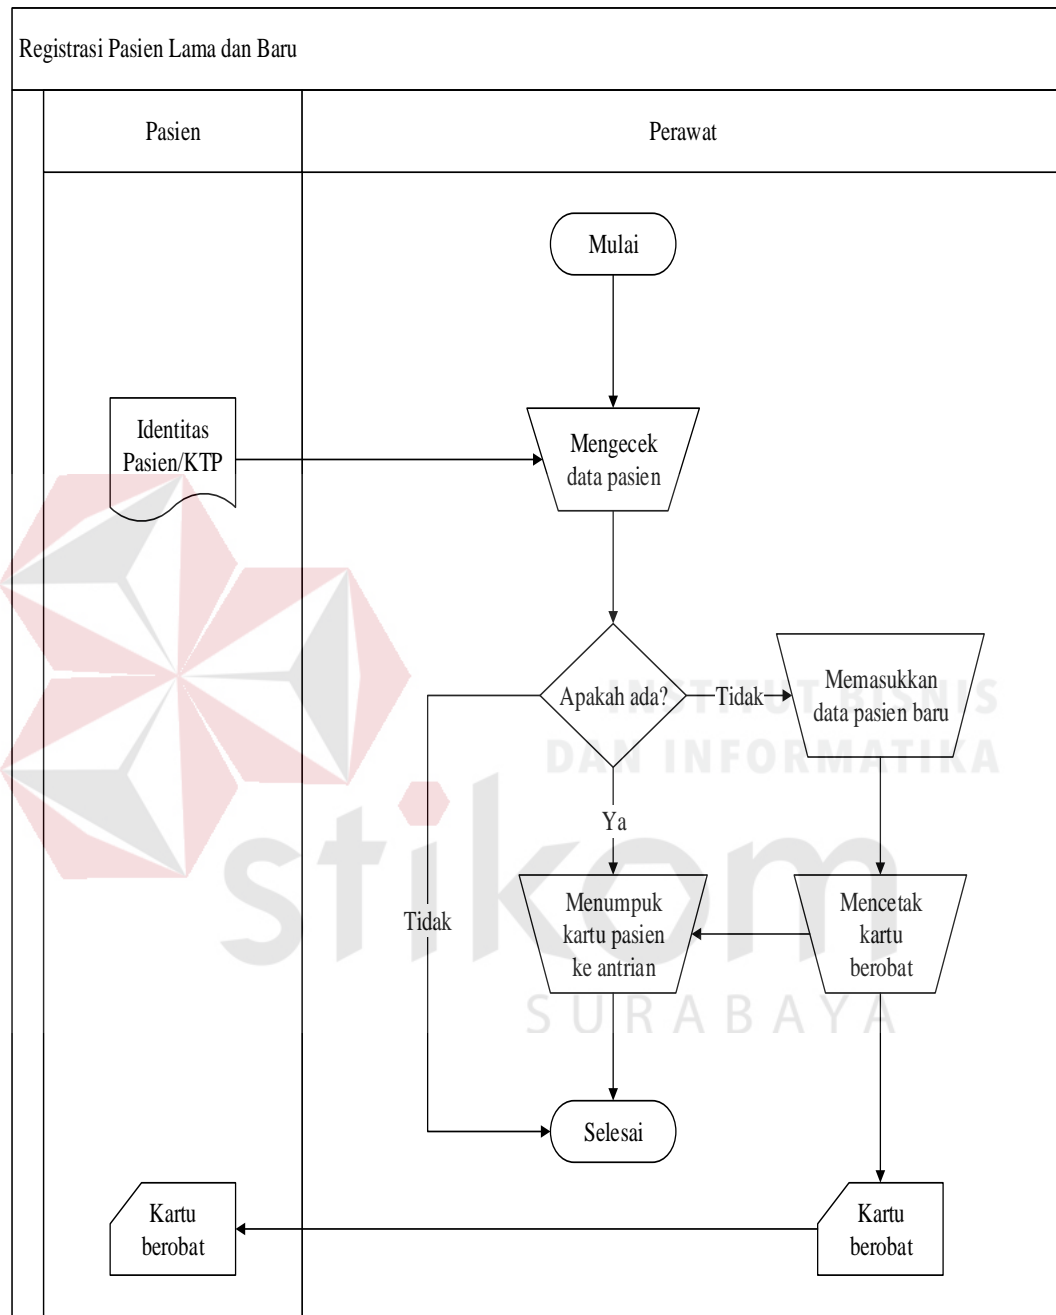 Registrasi Pasien Lama dan Baru
Pasien
Perawat
Mulai
Identitas
Pasien/KTP
Mengecek
data pasien
Apakah ada?
Tidak
Memasukkan
data pasien baru
INSTITUT BISNIS
DAN INFORMATIKA
Ya
stikom
Tidak
Menumpuk
kartu pasien
ke antrian
Mencetak
kartu
berobat
SURABAYA
Selesai
Kartu
berobat
Kartu
berobat